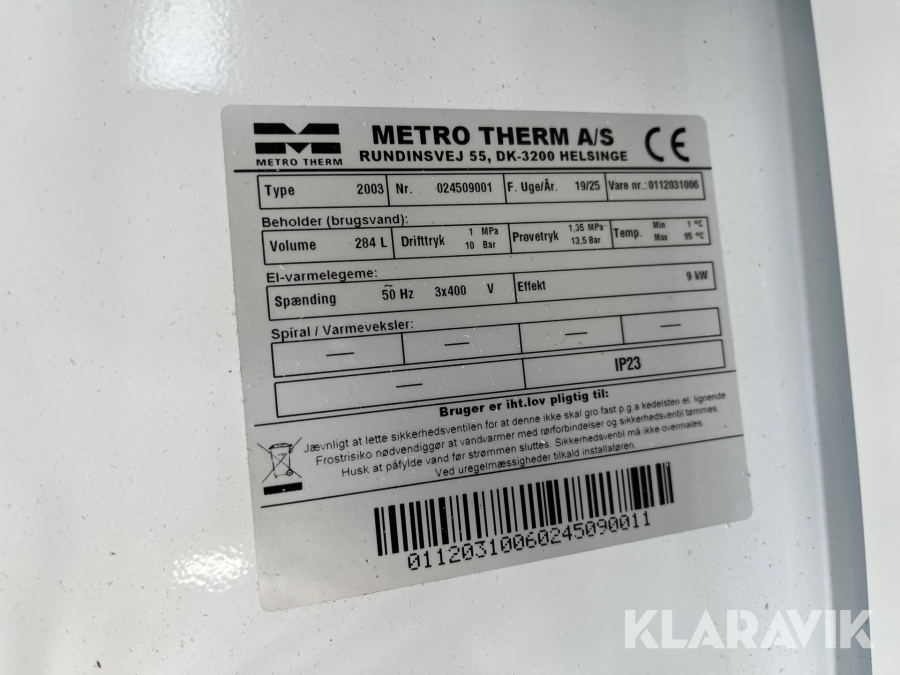 METRO THERM
METRO THERM A/S
RUNDINSVEJ 55, DK-3200 HELSINGE
CE
Type 2003 Nr. 024509001 F. Uge/År. 19/25 Vare nr.:0112031006
Beholder (brugsvand):
Volume 284 L Drifttryk 1 MPa 10 Bar Prøvetryk 1,35 MPa 13,5 Bar Temp. Min 1 °C Max 95 °C
El-varmelegeme:
Spænding ~ 50 Hz 3x400 V Effekt 9 kW
Spiral / Varmeveksler:
— — — —
— IP23
Bruger er iht.lov pligtig til:
Jævnligt at lette sikkerhedsventilen for at denne ikke skal gro fast p.g.a kedelsten el. lignende
Frostrisiko nødvendiggør at vandvarmer med rørforbindelser og sikkerhedsventil tømmes.
Husk at påfylde vand før strømmen sluttes. Sikkerhedsventil må ikke overmales.
Ved uregelmæssigheder tilkald installatøren.
01120310060245090011
KLARAVIK